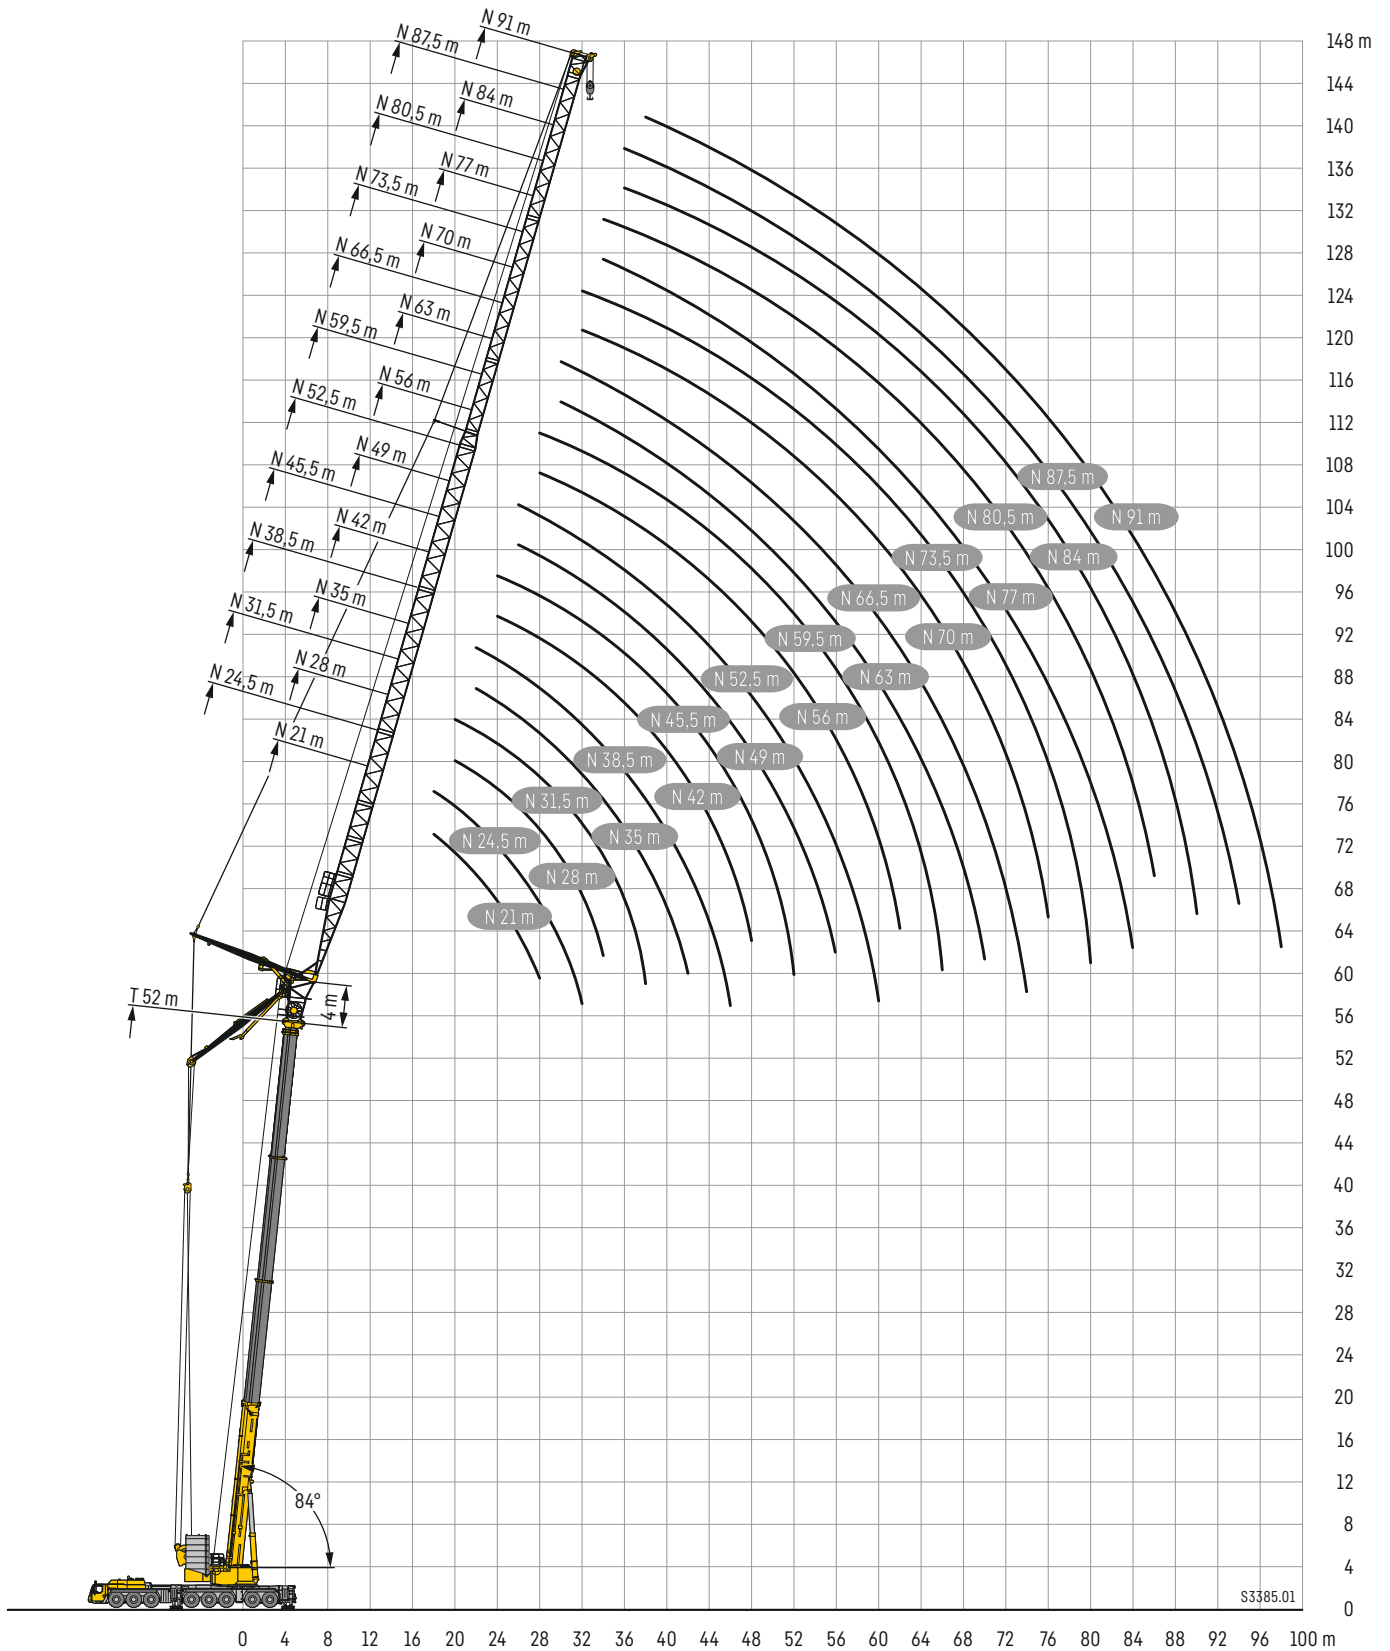 N 91 m
148 m
N 87,5 m
144
N 84 m
N 80,5 m
140
136
N 77 m
N 73,5 m
132
N 70 m
N 66,5 m
128
124
N 63 m
N 59,5 m
120
116
N 56 m
N 52,5 m
112
N 49 m
N 45,5 m
108
N 87,5 m
104
N 80,5 m
N 91 m
N 42 m
N 38,5 m
100
N 73,5 m
N 84 m
96
N 35 m
N 31,5 m
N 66,5 m
N 77 m
92
N 59,5 m
N 70 m
N 28 m
N 24,5 m
88
N 52,5 m
N 63 m
84
N 45,5 m
N 56 m
N 21 m
80
N 38,5 m
N 49 m
76
N 31,5 m
N 42 m
72
N 24,5 m
N 35 m
68
N 28 m
64
N 21 m
60
T 52 m
4 m
56
52
48
44
40
36
32
28
24
20
16
12
84°
8
4
S3385.01
0
0 4 8 12 16 20 24 28 32 36 40 44 48 52 56 60 64 68 72 76 80 84 88 92 96 100 m